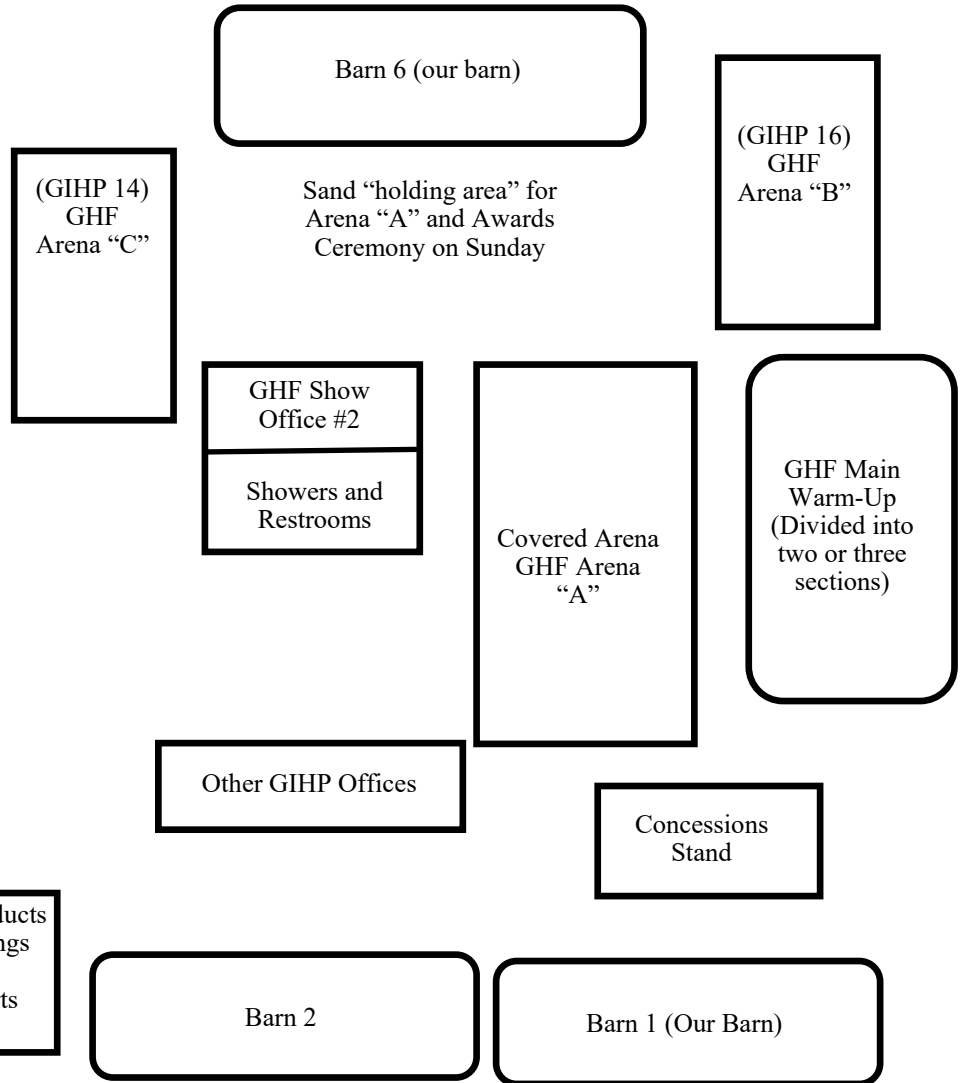 Barn 6 (our barn)
(GIHP 16)
GHF
Arena “B”
(GIHP 14)
GHF
Arena “C”
Sand “holding area” for
Arena “A” and Awards
Ceremony on Sunday
GHF Show
Office #2
Showers and
Restrooms
Covered Arena
GHF Arena
“A”
GHF Main
Warm-Up
(Divided into
two or three
sections)
Other GIHP Offices
Concessions
Stand
Barn 2
Barn 1 (Our Barn)